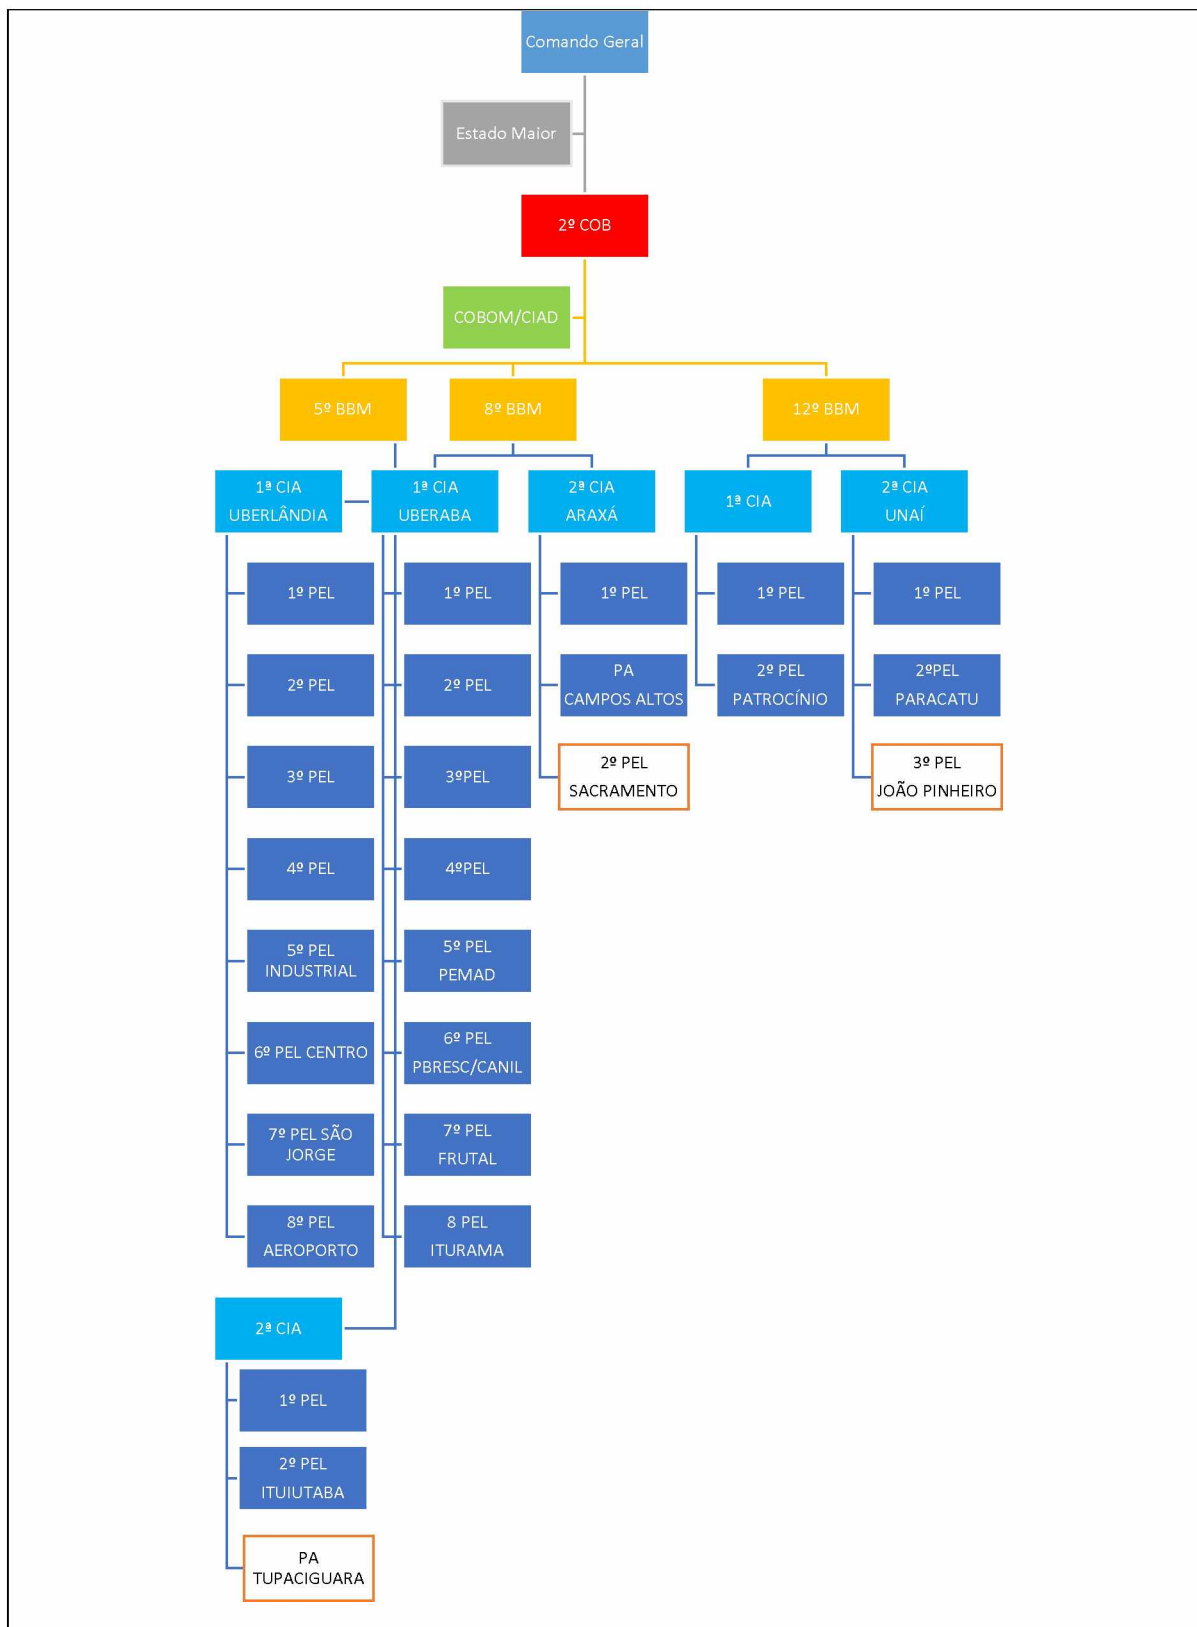 Comando Geral
Estado Maior
2º COB
COBOM/CIAD
5º BBM
8º BBM
12º BBM
1ª CIA
UBERLÂNDIA
1ª CIA
UBERABA
2ª CIA
ARAXÁ
1ª CIA
2ª CIA
UNAÍ
1º PEL
1º PEL
1º PEL
1º PEL
1º PEL
2º PEL
2º PEL
PA
CAMPOS ALTOS
2º PEL
PATROCÍNIO
2ºPEL
PARACATU
3º PEL
3ºPEL
2º PEL
SACRAMENTO
3º PEL
JOÃO PINHEIRO
4º PEL
4ºPEL
5º PEL
INDUSTRIAL
5º PEL
PEMAD
6º PEL CENTRO
6º PEL
PBRESC/CANIL
7º PEL SÃO
JORGE
7º PEL
FRUTAL
8º PEL
AEROPORTO
8 PEL
ITURAMA
2ª CIA
1º PEL
2º PEL
ITUIUTABA
PA
TUPACIGUARA